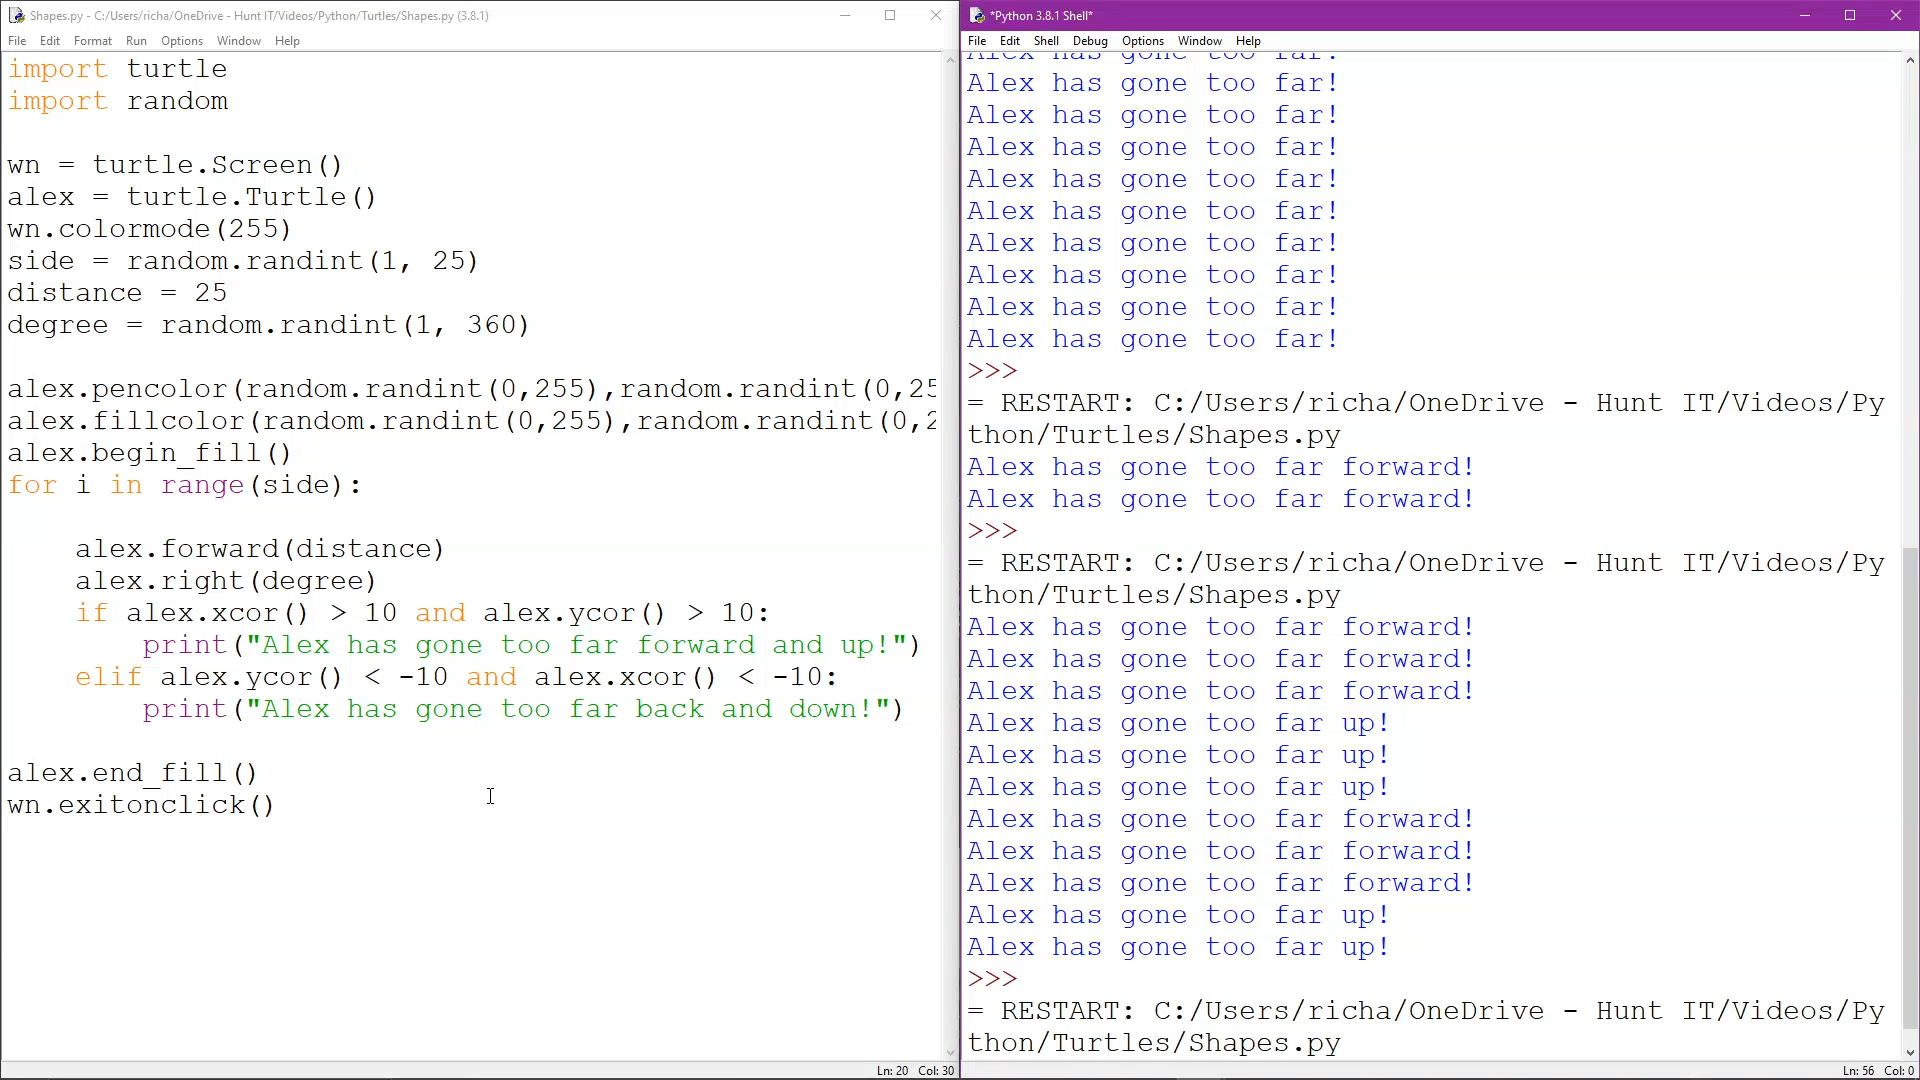 Shapes.py - C:/Users/richa/OneDrive - Hunt IT/Videos/Python/Turtles/Shapes.py (3.8.1)
File Edit Format Run Options Window Help
import turtle
import random
wn = turtle.Screen()
alex = turtle.Turtle()
wn.colormode(255)
side = random.randint(1, 25)
distance = 25
degree = random.randint(1, 360)
alex.pencolor(random.randint(0,255),random.randint(0,25
alex.fillcolor(random.randint(0,255),random.randint(0,2
alex.begin_fill()
for i in range(side):
alex.forward(distance)
alex.right(degree)
if alex.xcor() > 10 and alex.ycor() > 10:
print("Alex has gone too far forward and up!")
elif alex.ycor() < -10 and alex.xcor() < -10:
print("Alex has gone too far back and down!")
alex.end_fill()
wn.exitonclick()
Ln: 20 Col: 30
*Python 3.8.1 Shell*
File Edit Shell Debug Options Window Help
Alex has gone too far!
Alex has gone too far!
Alex has gone too far!
Alex has gone too far!
Alex has gone too far!
Alex has gone too far!
Alex has gone too far!
Alex has gone too far!
Alex has gone too far!
Alex has gone too far!
>>>
= RESTART: C:/Users/richa/OneDrive - Hunt IT/Videos/Py
thon/Turtles/Shapes.py
Alex has gone too far forward!
Alex has gone too far forward!
>>>
= RESTART: C:/Users/richa/OneDrive - Hunt IT/Videos/Py
thon/Turtles/Shapes.py
Alex has gone too far forward!
Alex has gone too far forward!
Alex has gone too far forward!
Alex has gone too far up!
Alex has gone too far up!
Alex has gone too far up!
Alex has gone too far forward!
Alex has gone too far forward!
Alex has gone too far forward!
Alex has gone too far up!
Alex has gone too far up!
>>>
= RESTART: C:/Users/richa/OneDrive - Hunt IT/Videos/Py
thon/Turtles/Shapes.py
Ln: 56 Col: 0